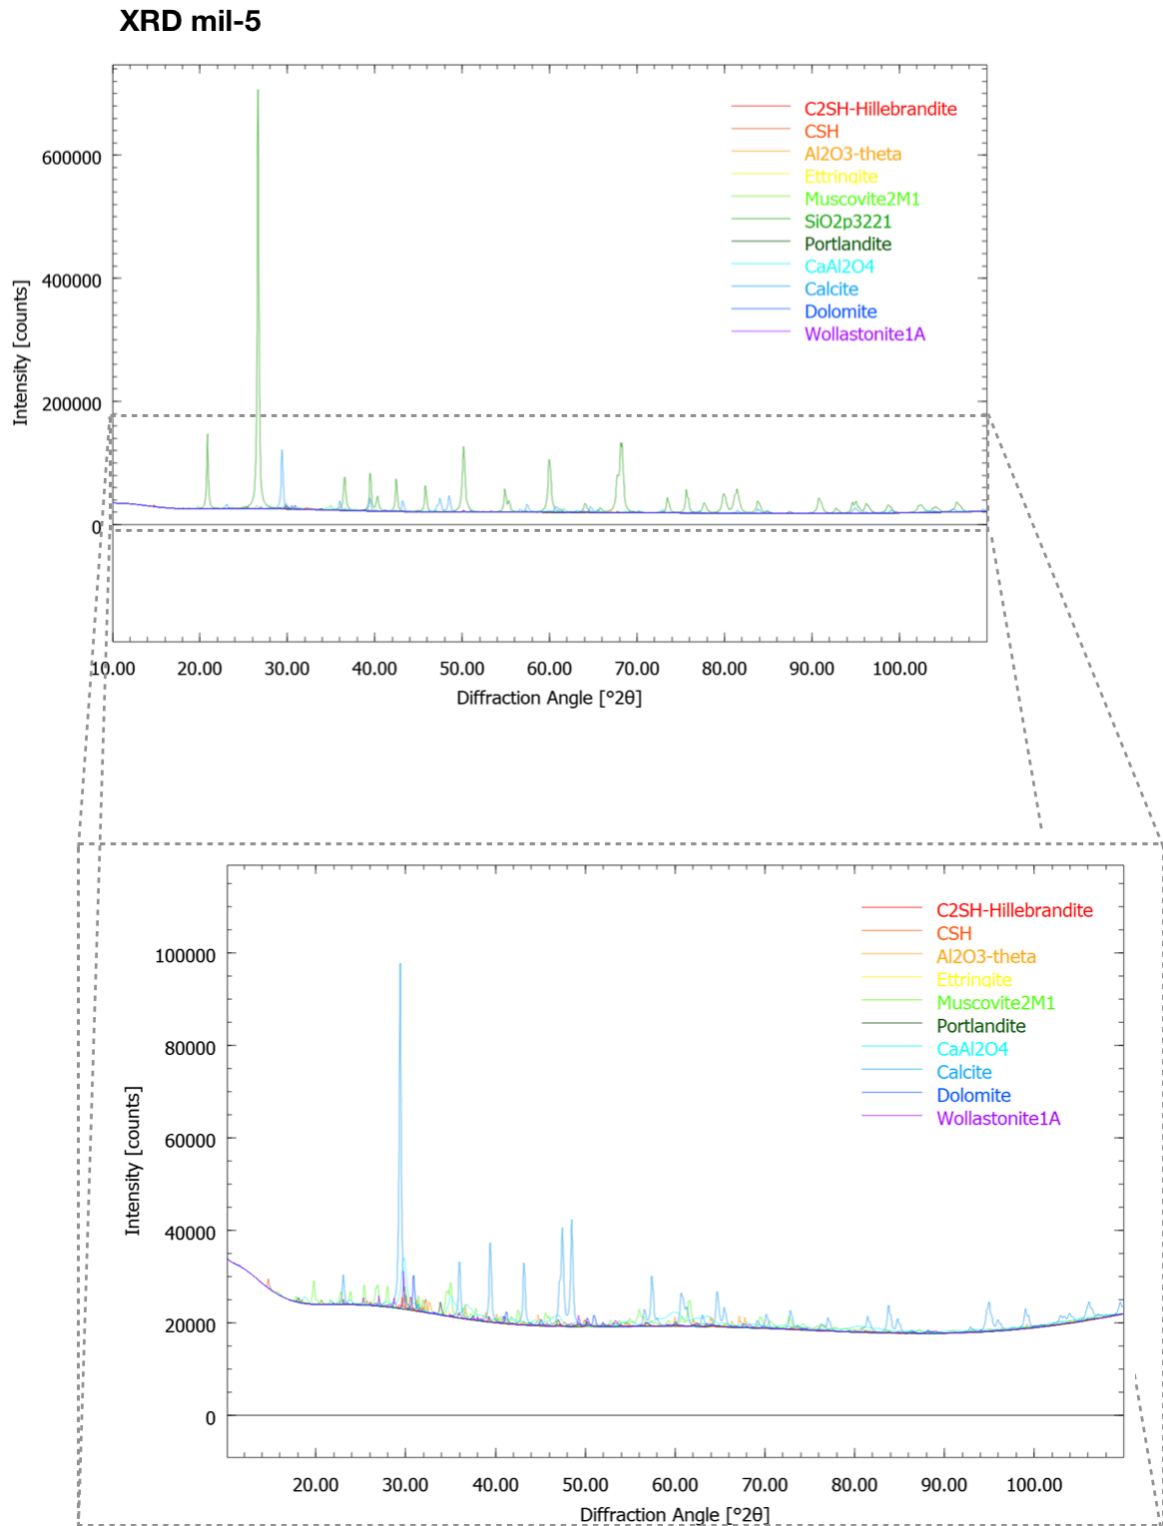 XRD mil-5
C2SH-Hillebrandite
CSH
Al2O3-theta
Ettringite
Muscovite2M1
SiO2p3221
Portlandite
CaAl2O4
Calcite
Dolomite
Wollastonite1A
600000
400000
200000
0
Intensity [counts]
10.00 20.00 30.00 40.00 50.00 60.00 70.00 80.00 90.00 100.00
Diffraction Angle [°2θ]
C2SH-Hillebrandite
CSH
Al2O3-theta
Ettringite
Muscovite2M1
Portlandite
CaAl2O4
Calcite
Dolomite
Wollastonite1A
100000
80000
60000
40000
20000
0
Intensity [counts]
20.00 30.00 40.00 50.00 60.00 70.00 80.00 90.00 100.00
Diffraction Angle [°2θ]